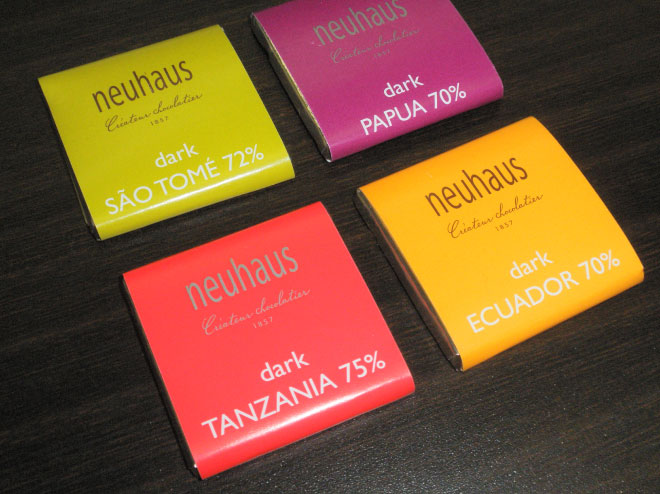 neuhaus
Créateur chocolatier
1857
dark
SÃO TOMÉ 72%
neuhaus
Créateur chocolatier
dark
PAPUA 70%
neuhaus
Créateur chocolatier
1857
dark
TANZANIA 75%
neuhaus
Créateur chocolatier
1857
dark
ECUADOR 70%